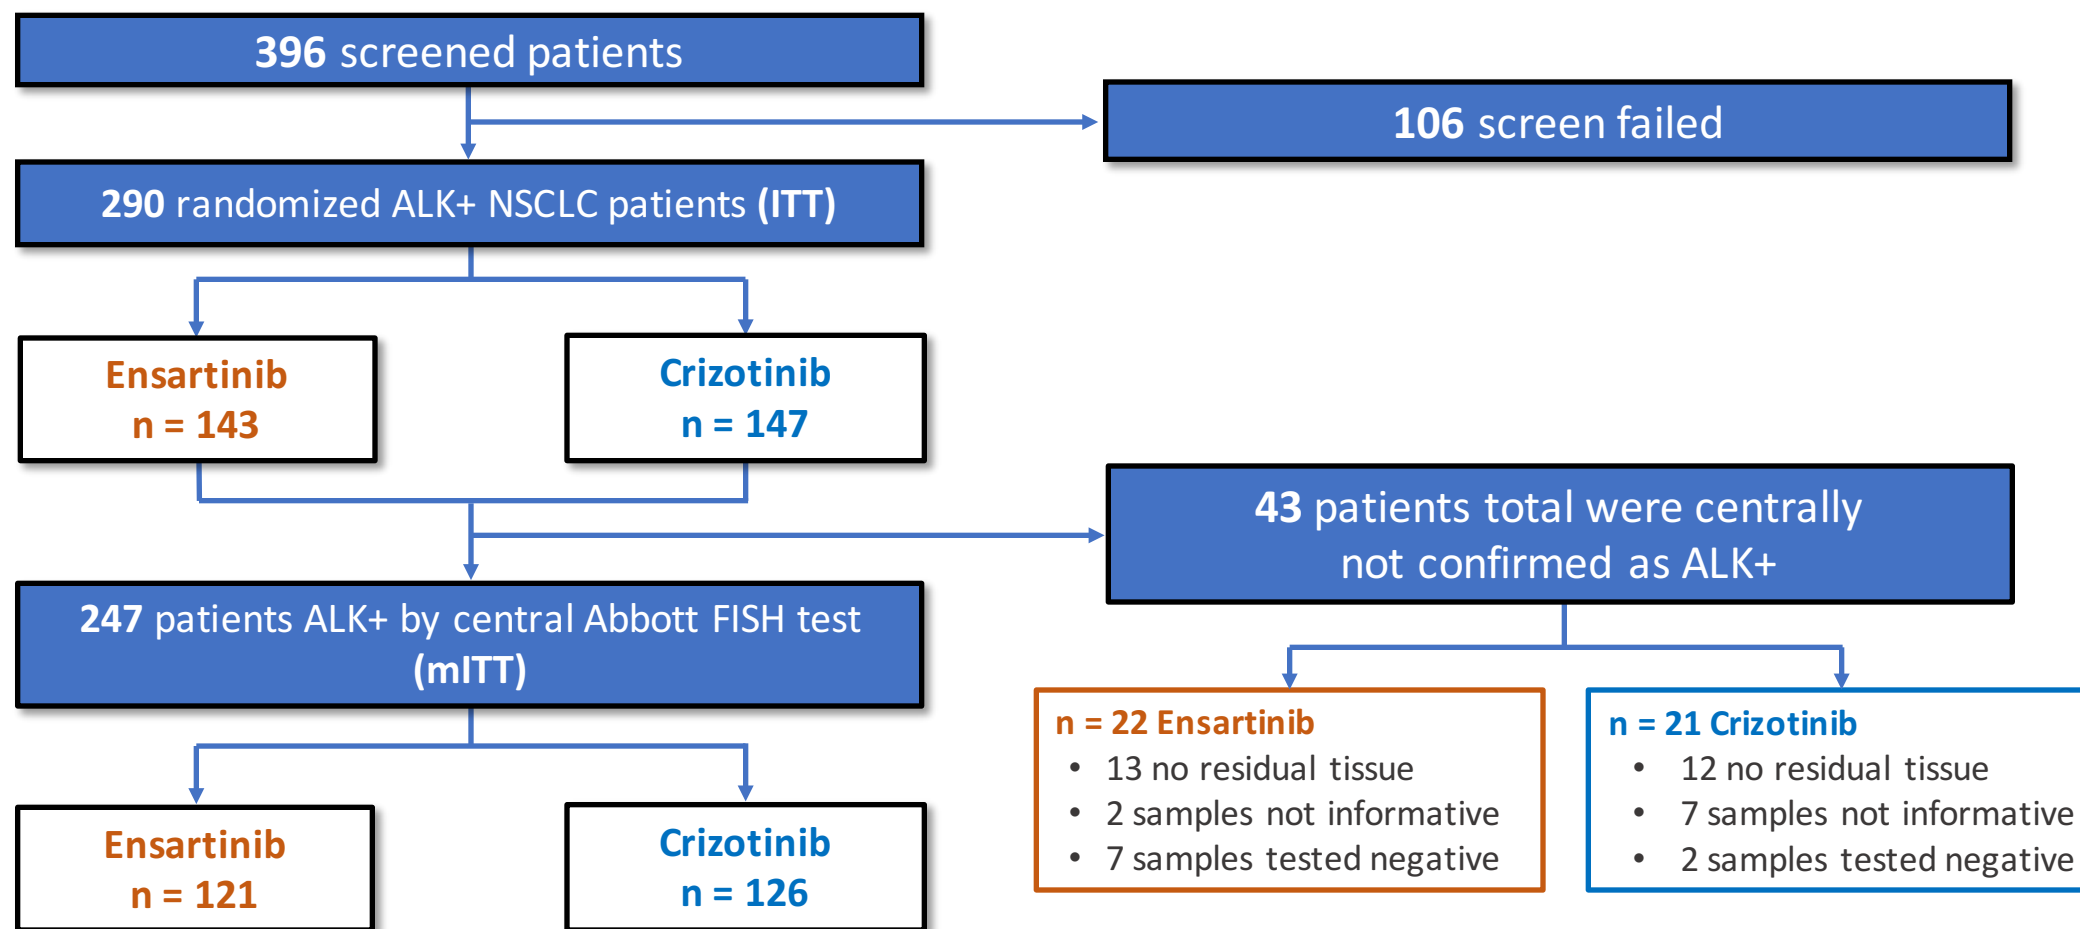 396 screened patients
106 screen failed
290 randomized ALK+ NSCLC patients (ITT)
Ensartinib
n = 143
Crizotinib
n = 147
43 patients total were centrally
not confirmed as ALK+
247 patients ALK+ by central Abbott FISH test
(mITT)
n = 22 Ensartinib
• 13 no residual tissue
• 2 samples not informative
• 7 samples tested negative
n = 21 Crizotinib
• 12 no residual tissue
• 7 samples not informative
• 2 samples tested negative
Ensartinib
n = 121
Crizotinib
n = 126